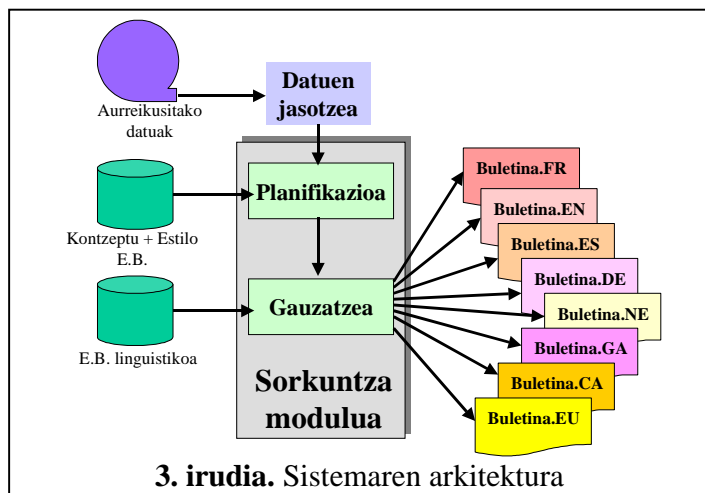 Aurreikusitako
datuak
Datuen
jasotzea
Kontzeptu + Estilo
E.B.
Planifikazioa
E.B. linguistikoa
Gauzatzea
Sorkuntza
modulua
Buletina.FR
Buletina.EN
Buletina.ES
Buletina.DE
Buletina.NE
Buletina.GA
Buletina.CA
Buletina.EU
3. irudia. Sistemaren arkitektura